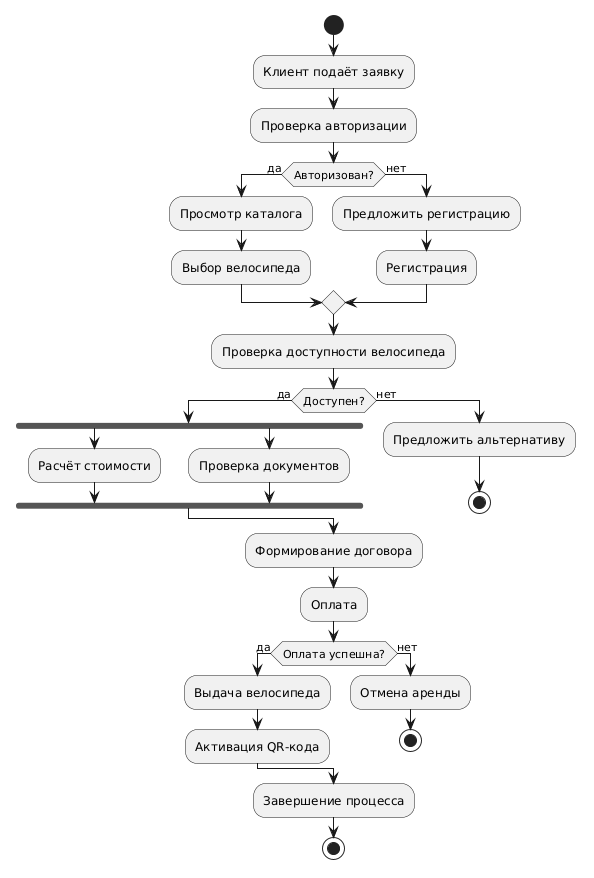 Клиент подаёт заявку
Проверка авторизации
да
Авторизован?
нет
Просмотр каталога
Предложить регистрацию
Выбор велосипеда
Регистрация
Проверка доступности велосипеда
да
Доступен?
нет
Предложить альтернативу
Расчёт стоимости
Проверка документов
Формирование договора
Оплата
да
Оплата успешна?
нет
Выдача велосипеда
Отмена аренды
Активация QR-кода
Завершение процесса